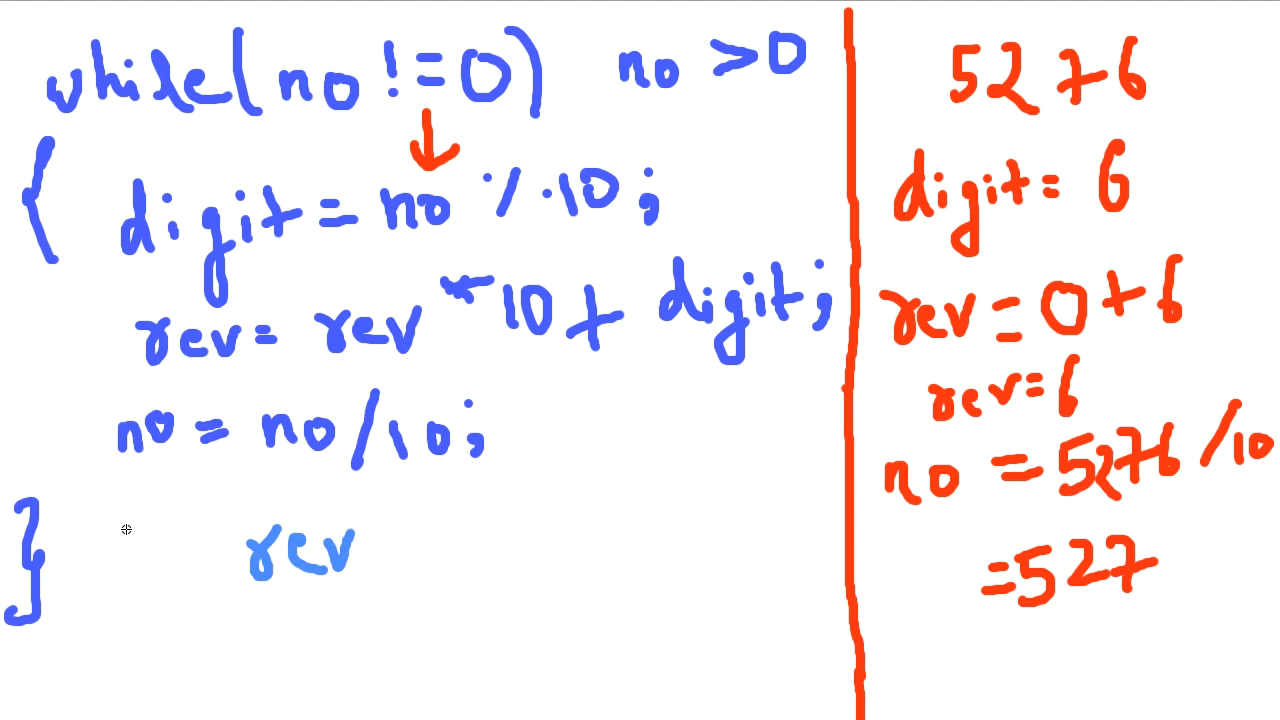 while(no!=0) no >0
{
digit=no%10;
rev=rev*10+digit;
no=no/10;
}
rev
5276
digit=6
rev=0+6
rev=6
no=5276/10
=527